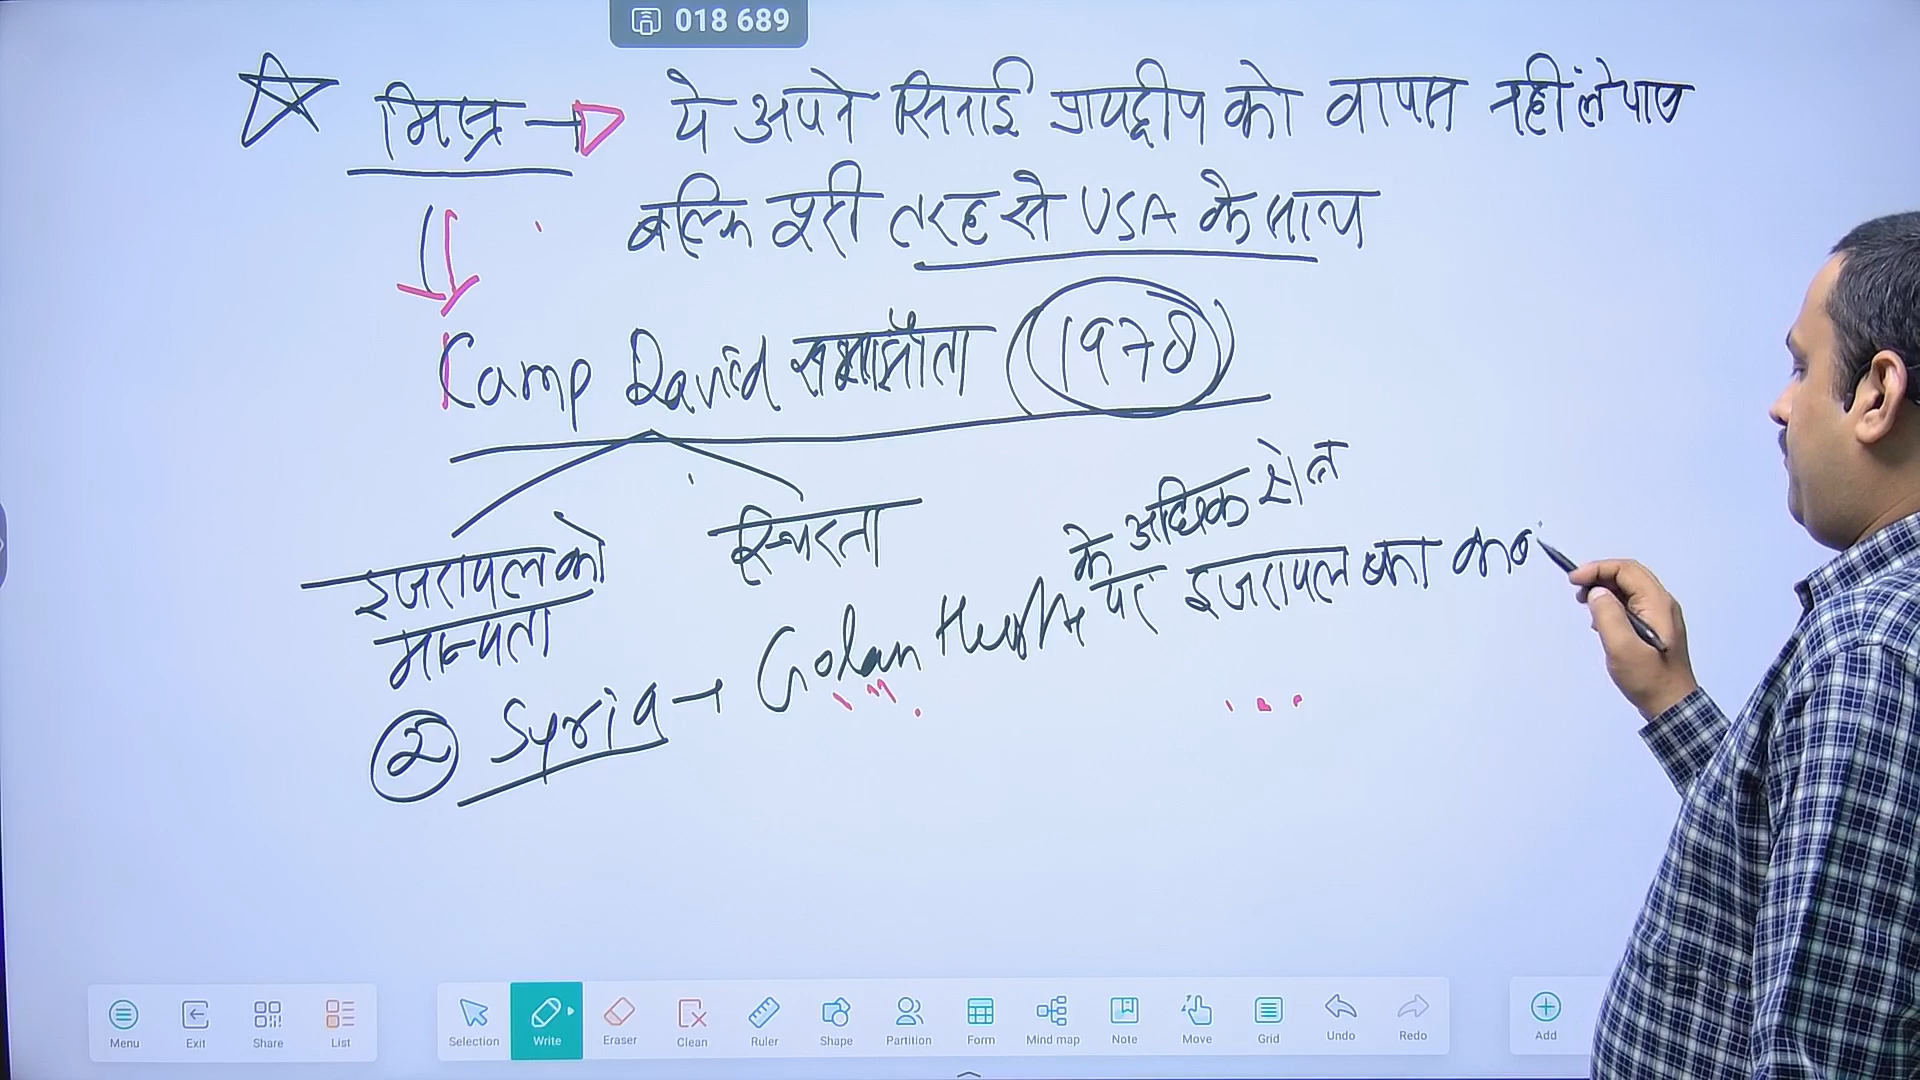 018 689
मिस्र → ये अपने सिनाई प्रायद्वीप को वापस नहीं ले पाए
बल्कि पूरी तरह से USA के साथ
Camp David समझौता (1978)
इजरायल को
मान्यता
स्थिरता
② Syria → Golan Heights के अधिक क्षेत्र पर इजरायल का कब
Menu
Exit
Share
List
Selection
Write
Eraser
Clean
Ruler
Shape
Partition
Form
Mind map
Note
Move
Grid
Undo
Redo
Add